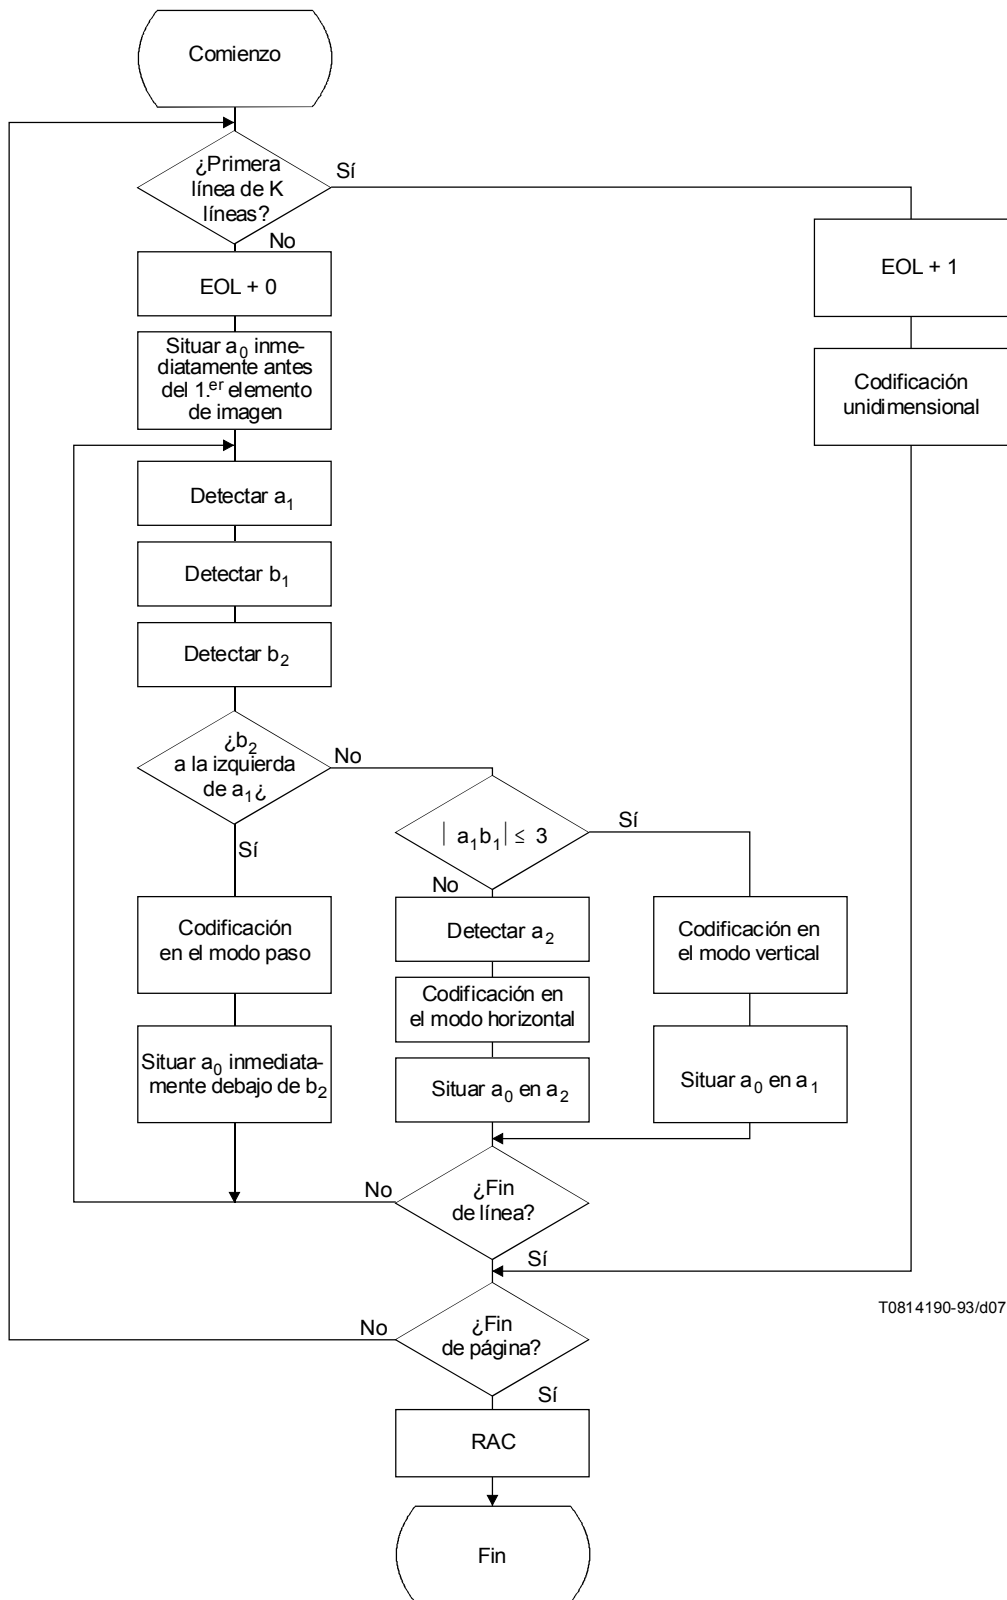 Comienzo
¿Primera
línea de K
líneas?
Sí
No
EOL + 0
EOL + 1
Situar a₀ inme-
diatamente antes
del 1.ᵉʳ elemento
de imagen
Codificación
unidimensional
Detectar a₁
Detectar b₁
Detectar b₂
¿b₂
a la izquierda
de a₁¿
No
Sí
| a₁b₁| ≤ 3
Sí
No
Codificación
en el modo paso
Detectar a₂
Codificación en
el modo vertical
Codificación en
el modo horizontal
Situar a₀ inmediata-
mente debajo de b₂
Situar a₀ en a₂
Situar a₀ en a₁
¿Fin
de línea?
No
Sí
T0814190-93/d07
¿Fin
de página?
No
Sí
RAC
Fin